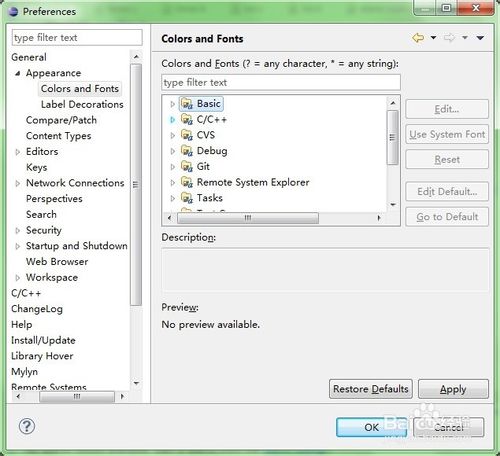 Preferences
type filter text
General
Appearance
Colors and Fonts
Label Decorations
Compare/Patch
Content Types
Editors
Keys
Network Connections
Perspectives
Search
Security
Startup and Shutdown
Web Browser
Workspace
C/C++
ChangeLog
Help
Install/Update
Library Hover
Mylyn
Remote Systems
Colors and Fonts
Colors and Fonts (? = any character, * = any string):
type filter text
Basic
C/C++
CVS
Debug
Git
Remote System Explorer
Tasks
Edit...
Use System Font
Reset
Edit Default...
Go to Default
Description:
Preview:
No preview available.
Restore Defaults
Apply
OK
Cancel